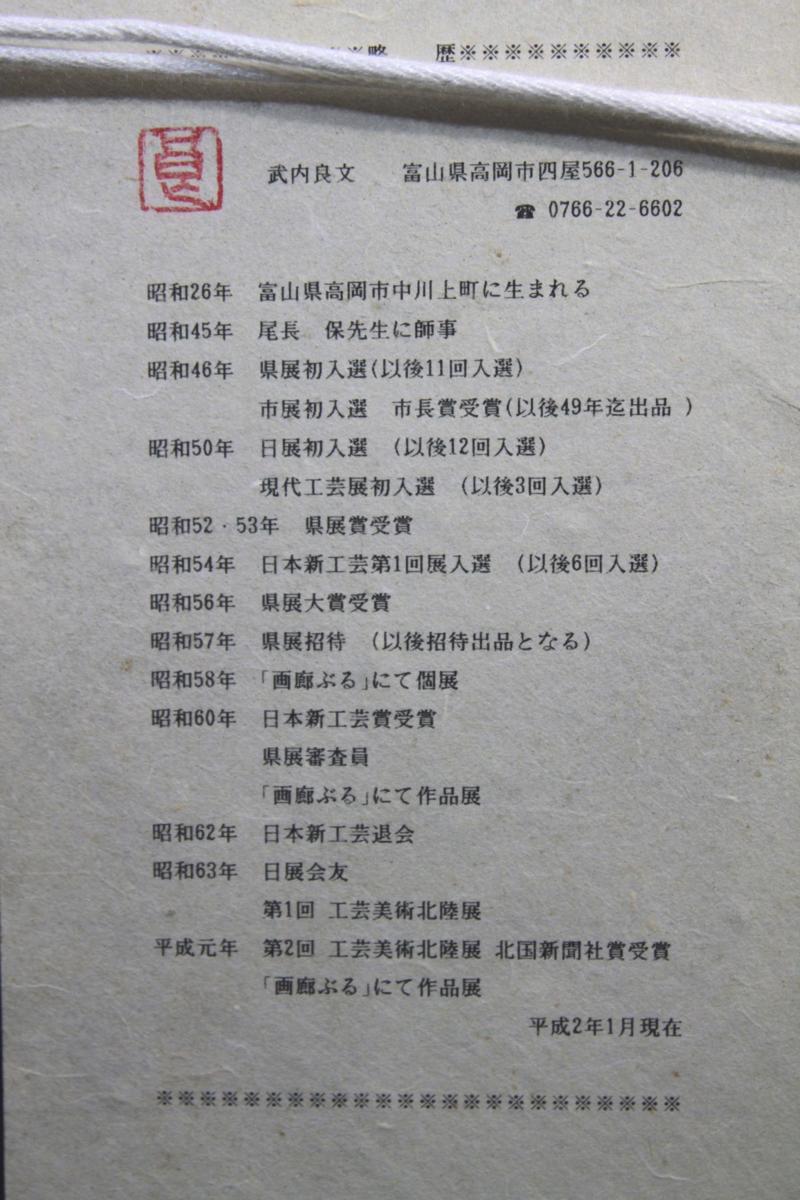 略　歴※※※※※※※※※※
武内良文　富山県高岡市四屋566-1-206
☎ 0766-22-6602
昭和26年　富山県高岡市中川上町に生まれる
昭和45年　尾長　保先生に師事
昭和46年　県展初入選(以後11回入選)
市展初入選　市長賞受賞(以後49年迄出品 )
昭和50年　日展初入選　(以後12回入選)
現代工芸展初入選　(以後3回入選)
昭和52・53年　県展賞受賞
昭和54年　日本新工芸第1回展入選　(以後6回入選)
昭和56年　県展大賞受賞
昭和57年　県展招待　(以後招待出品となる)
昭和58年　「画廊ぶる」にて個展
昭和60年　日本新工芸賞受賞
県展審査員
「画廊ぶる」にて作品展
昭和62年　日本新工芸退会
昭和63年　日展会友
第1回 工芸美術北陸展
平成元年　第2回 工芸美術北陸展 北国新聞社賞受賞
「画廊ぶる」にて作品展
平成2年1月現在
※※※※※※※※※※※※※※※※※※※※※※※※